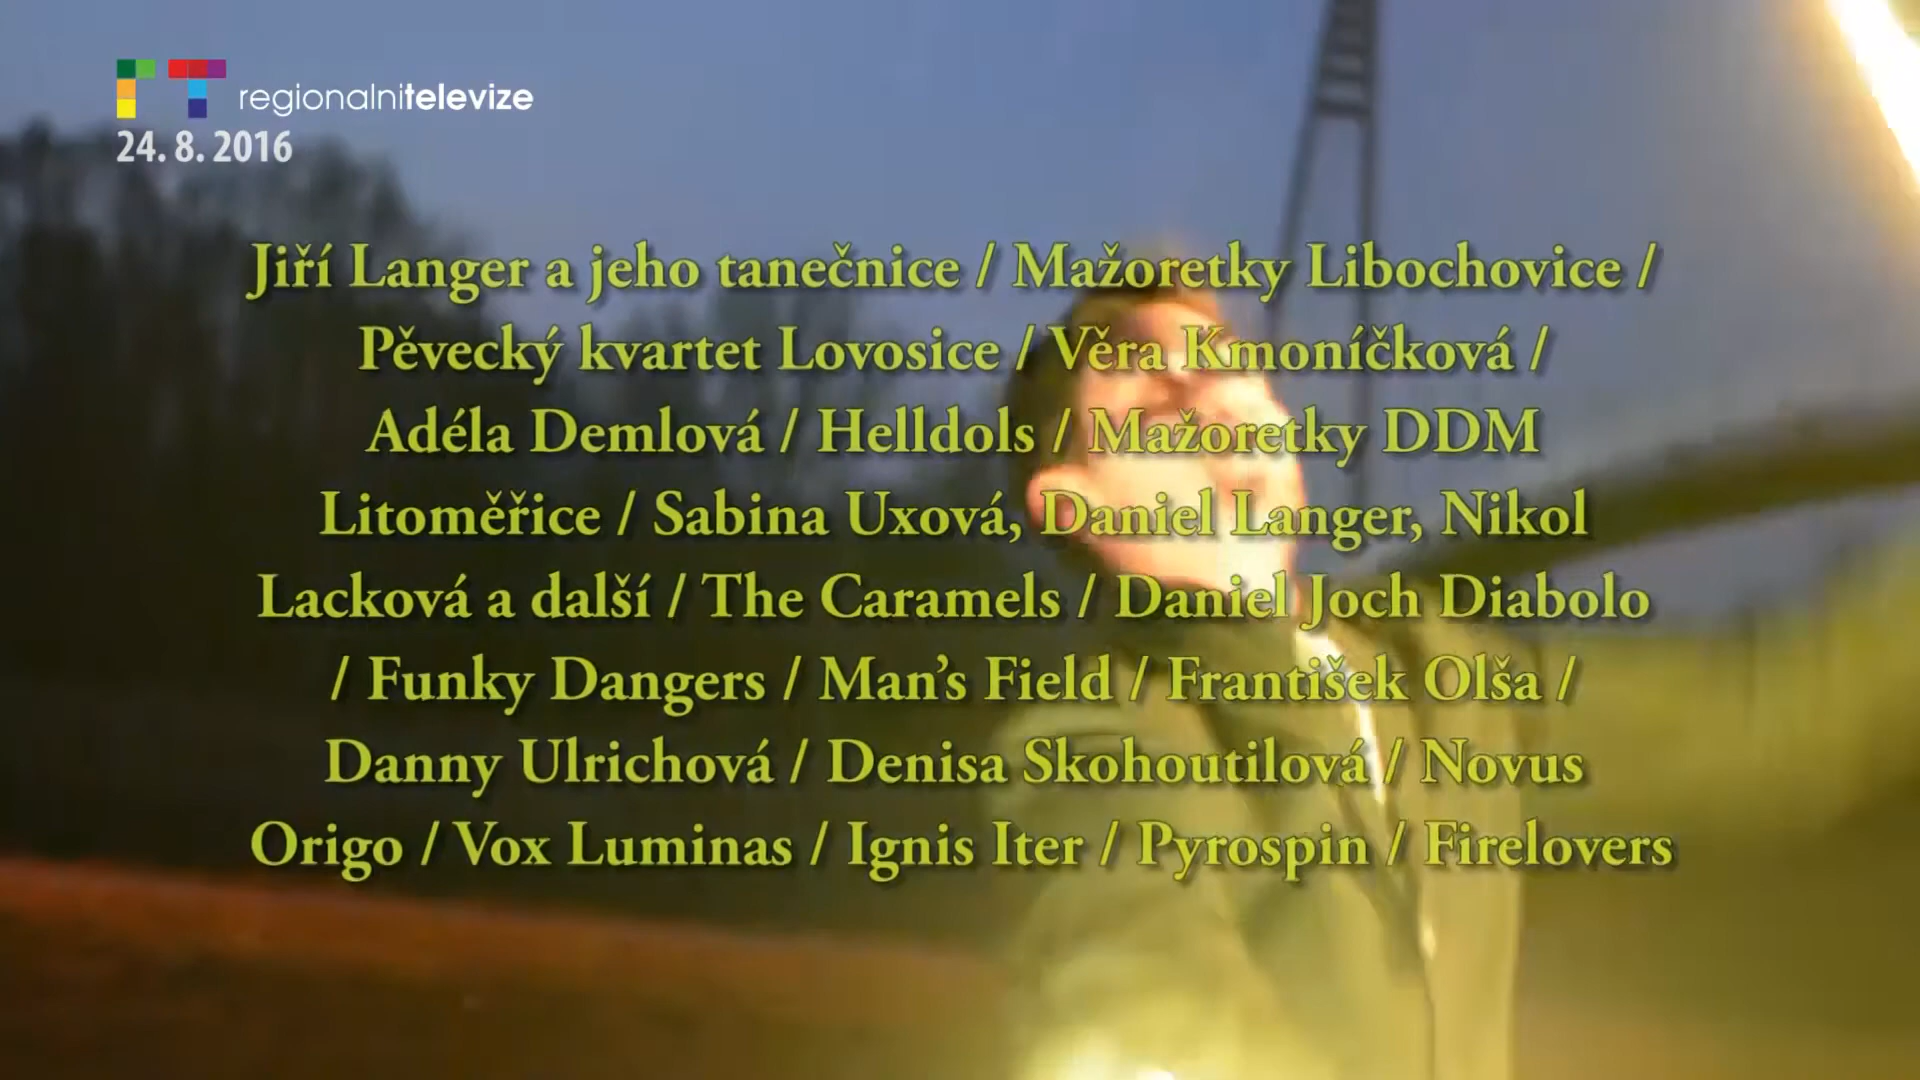 regionalnitelevize
24. 8. 2016
Jiří Langer a jeho tanečnice / Mažoretky Libochovice /
Pěvecký kvartet Lovosice / Věra Kmoníčková /
Adéla Demlová / Helldols / Mažoretky DDM
Litoměřice / Sabina Uxová, Daniel Langer, Nikol
Lacková a další / The Caramels / Daniel Joch Diabolo
/ Funky Dangers / Man’s Field / František Olša /
Danny Ulrichová / Denisa Skohoutilová / Novus
Origo / Vox Luminas / Ignis Iter / Pyrospin / Firelovers